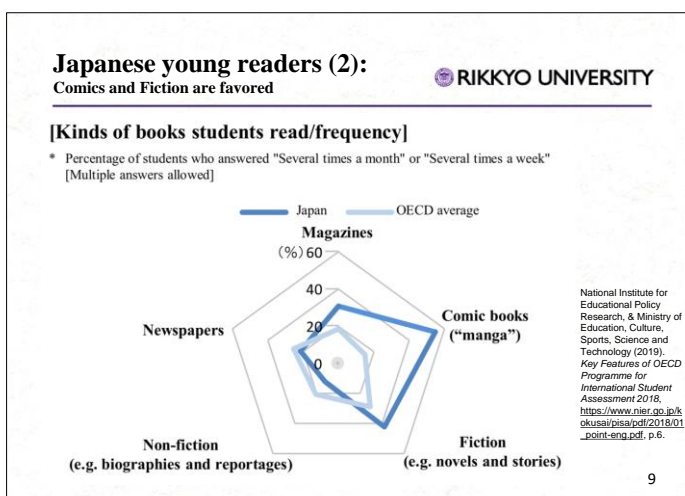 Japanese young readers (2):
Comics and Fiction are favored
RIKKYO UNIVERSITY
[Kinds of books students read/frequency]
* Percentage of students who answered "Several times a month" or "Several times a week"
[Multiple answers allowed]
Japan
OECD average
Magazines
(%) 60
40
20
0
Comic books
("manga")
Newspapers
Non-fiction
(e.g. biographies and reportages)
Fiction
(e.g. novels and stories)
National Institute for
Educational Policy
Research, & Ministry of
Education, Culture,
Sports, Science and
Technology (2019).
Key Features of OECD
Programme for
International Student
Assessment 2018,
https://www.nier.go.jp/k
okusai/pisa/pdf/2018/01
_point-eng.pdf, p.6.
9